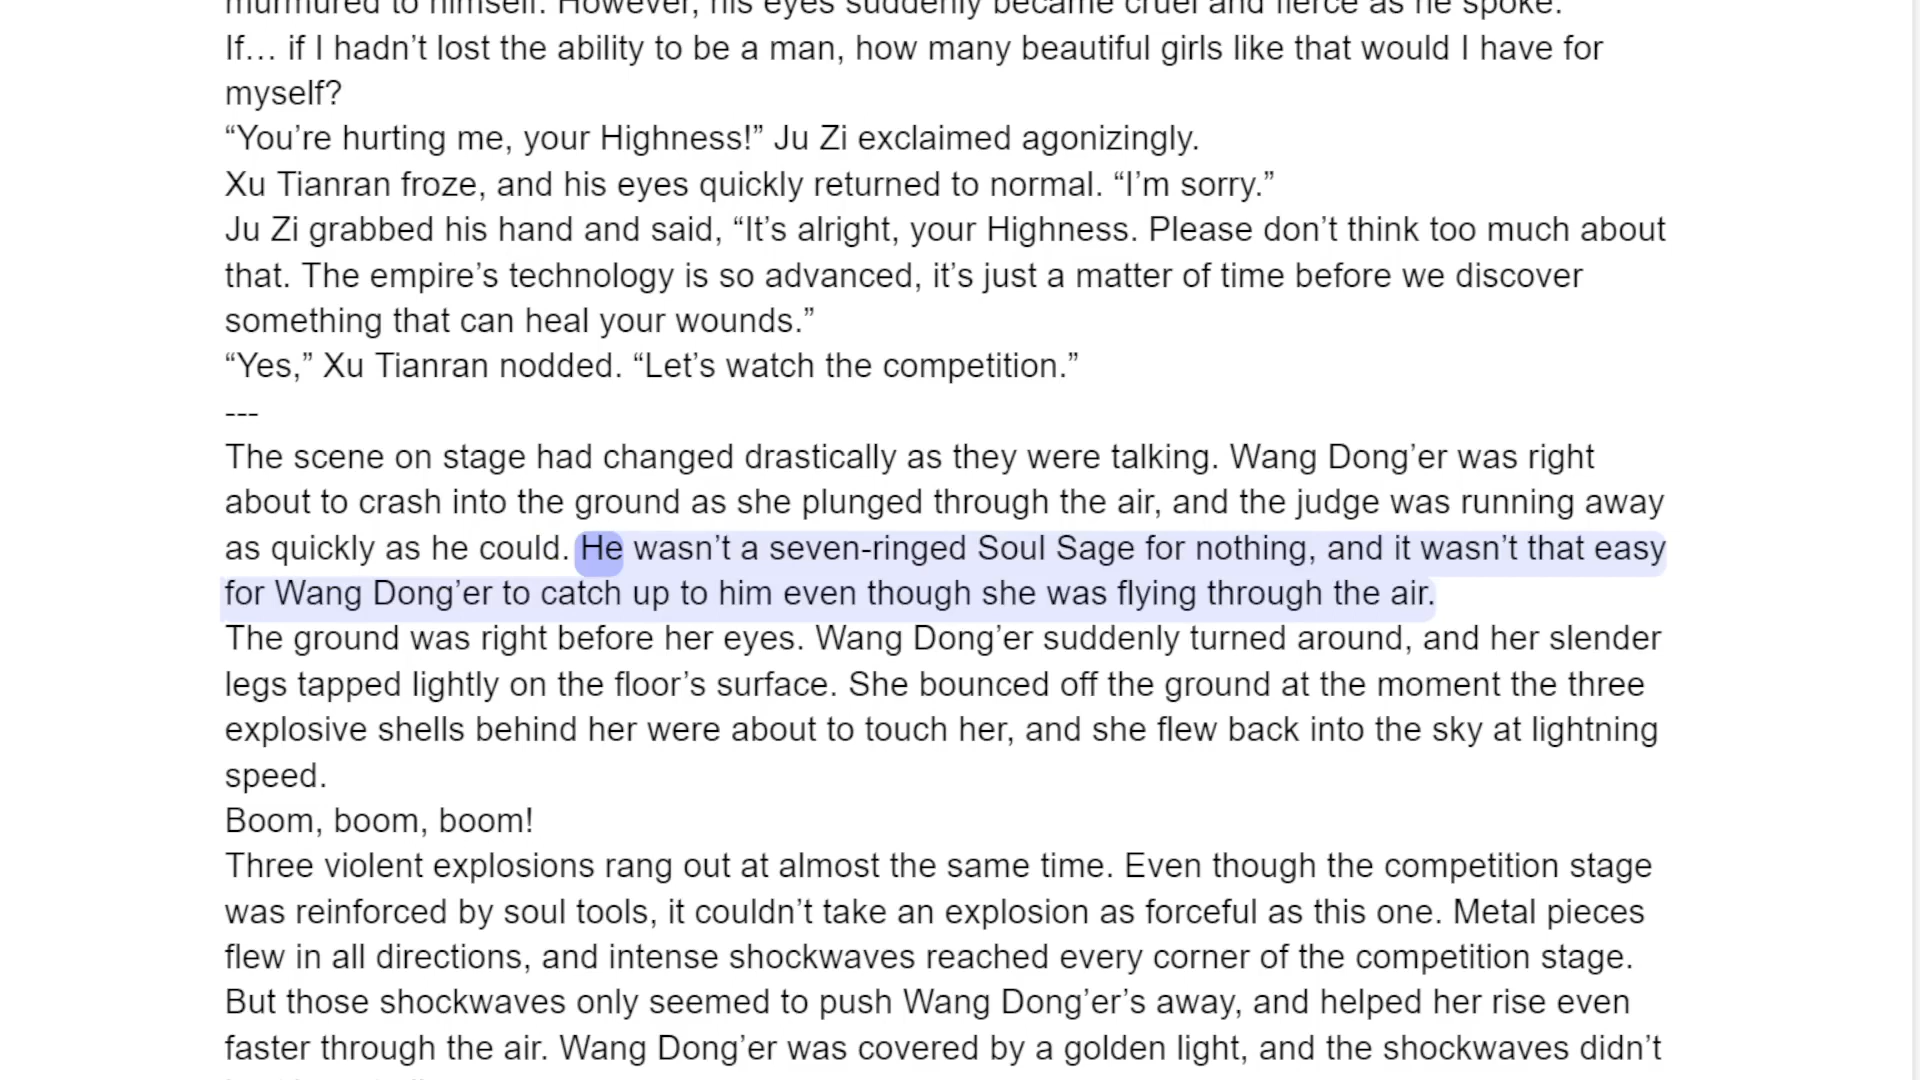 murmured to himself. However, his eyes suddenly became cruel and fierce as he spoke.
If… if I hadn’t lost the ability to be a man, how many beautiful girls like that would I have for
myself?
“You’re hurting me, your Highness!” Ju Zi exclaimed agonizingly.
Xu Tianran froze, and his eyes quickly returned to normal. “I’m sorry.”
Ju Zi grabbed his hand and said, “It’s alright, your Highness. Please don’t think too much about
that. The empire’s technology is so advanced, it’s just a matter of time before we discover
something that can heal your wounds.”
“Yes,” Xu Tianran nodded. “Let’s watch the competition.”
---
The scene on stage had changed drastically as they were talking. Wang Dong’er was right
about to crash into the ground as she plunged through the air, and the judge was running away
as quickly as he could. He wasn’t a seven-ringed Soul Sage for nothing, and it wasn’t that easy
for Wang Dong’er to catch up to him even though she was flying through the air.
The ground was right before her eyes. Wang Dong’er suddenly turned around, and her slender
legs tapped lightly on the floor’s surface. She bounced off the ground at the moment the three
explosive shells behind her were about to touch her, and she flew back into the sky at lightning
speed.
Boom, boom, boom!
Three violent explosions rang out at almost the same time. Even though the competition stage
was reinforced by soul tools, it couldn’t take an explosion as forceful as this one. Metal pieces
flew in all directions, and intense shockwaves reached every corner of the competition stage.
But those shockwaves only seemed to push Wang Dong’er’s away, and helped her rise even
faster through the air. Wang Dong’er was covered by a golden light, and the shockwaves didn’t